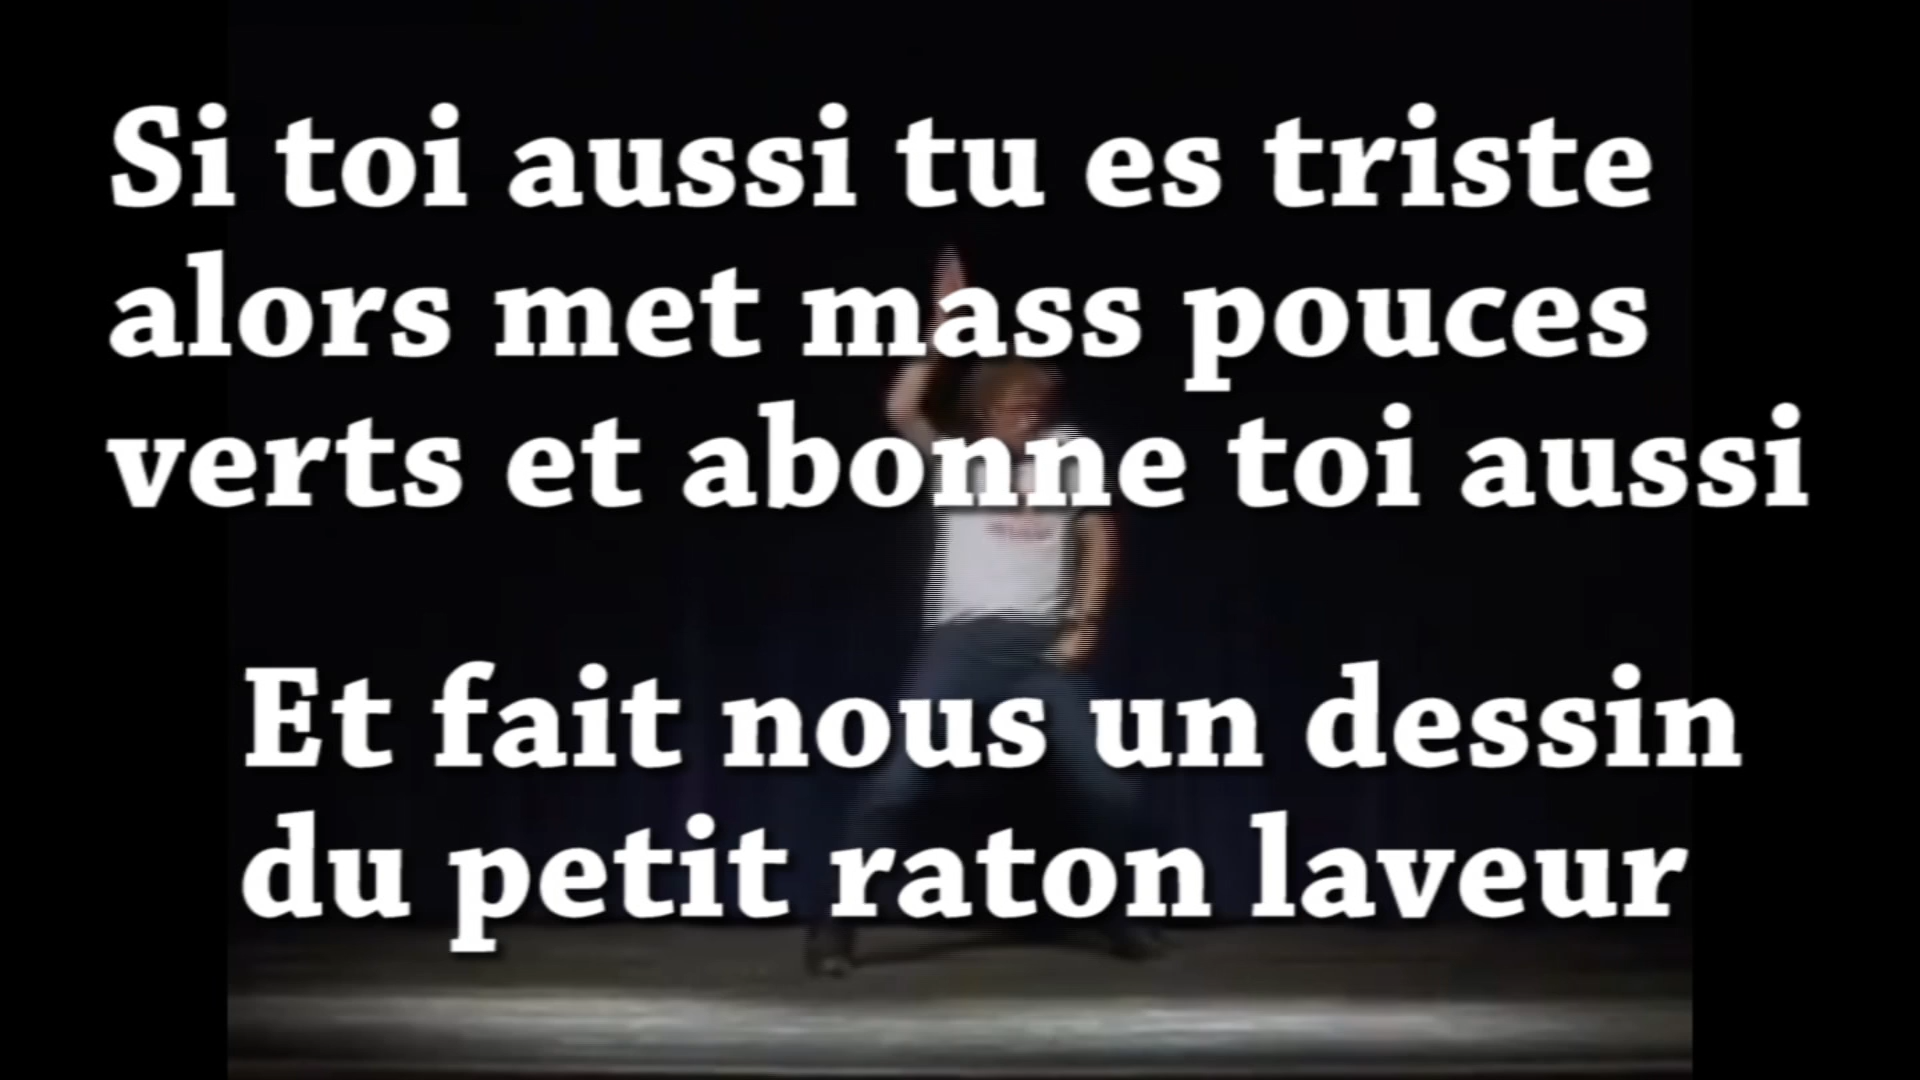 Si toi aussi tu es triste
alors met mass pouces
verts et abonne toi aussi
Et fait nous un dessin
du petit raton laveur